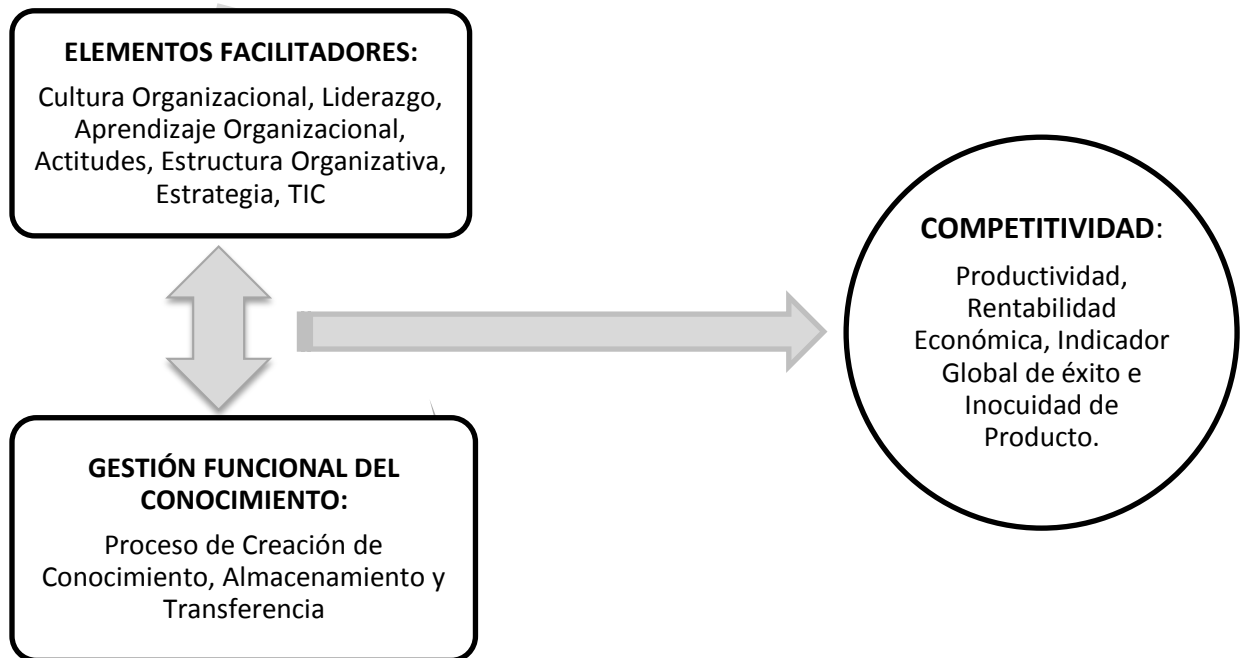 ELEMENTOS FACILITADORES:
Cultura Organizacional, Liderazgo,
Aprendizaje Organizacional,
Actitudes, Estructura Organizativa,
Estrategia, TIC
COMPETITIVIDAD:
Productividad,
Rentabilidad
Económica, Indicador
Global de éxito e
Inocuidad de
Producto.
GESTIÓN FUNCIONAL DEL
CONOCIMIENTO:
Proceso de Creación de
Conocimiento, Almacenamiento y
Transferencia